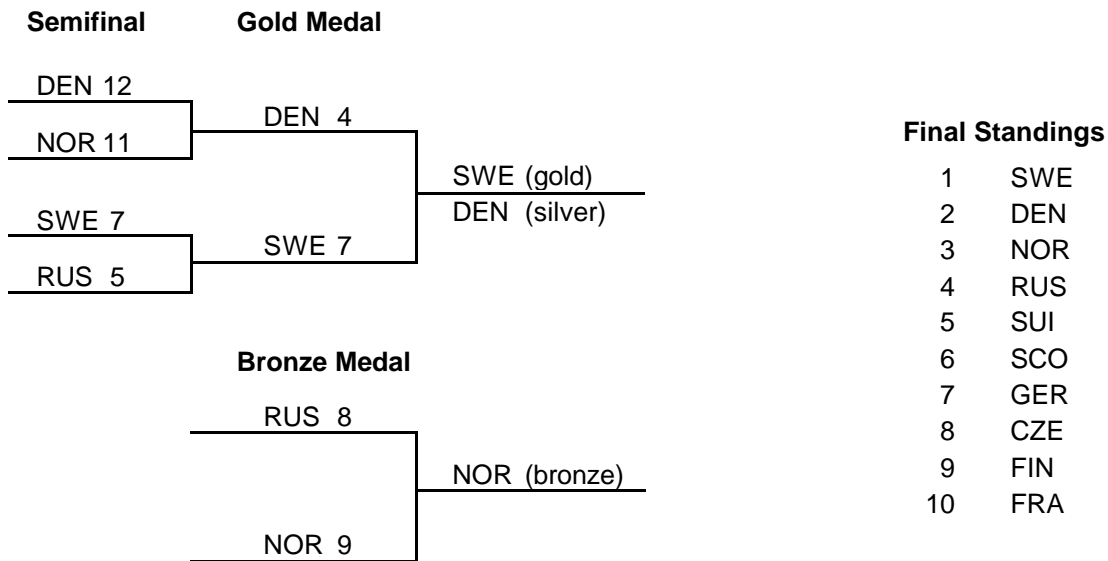 Semifinal
Gold Medal
DEN 12
NOR 11
SWE 7
RUS 5
DEN 4
SWE 7
SWE (gold)
DEN (silver)
Bronze Medal
RUS 8
NOR 9
NOR (bronze)
Final Standings
1 SWE
2 DEN
3 NOR
4 RUS
5 SUI
6 SCO
7 GER
8 CZE
9 FIN
10 FRA